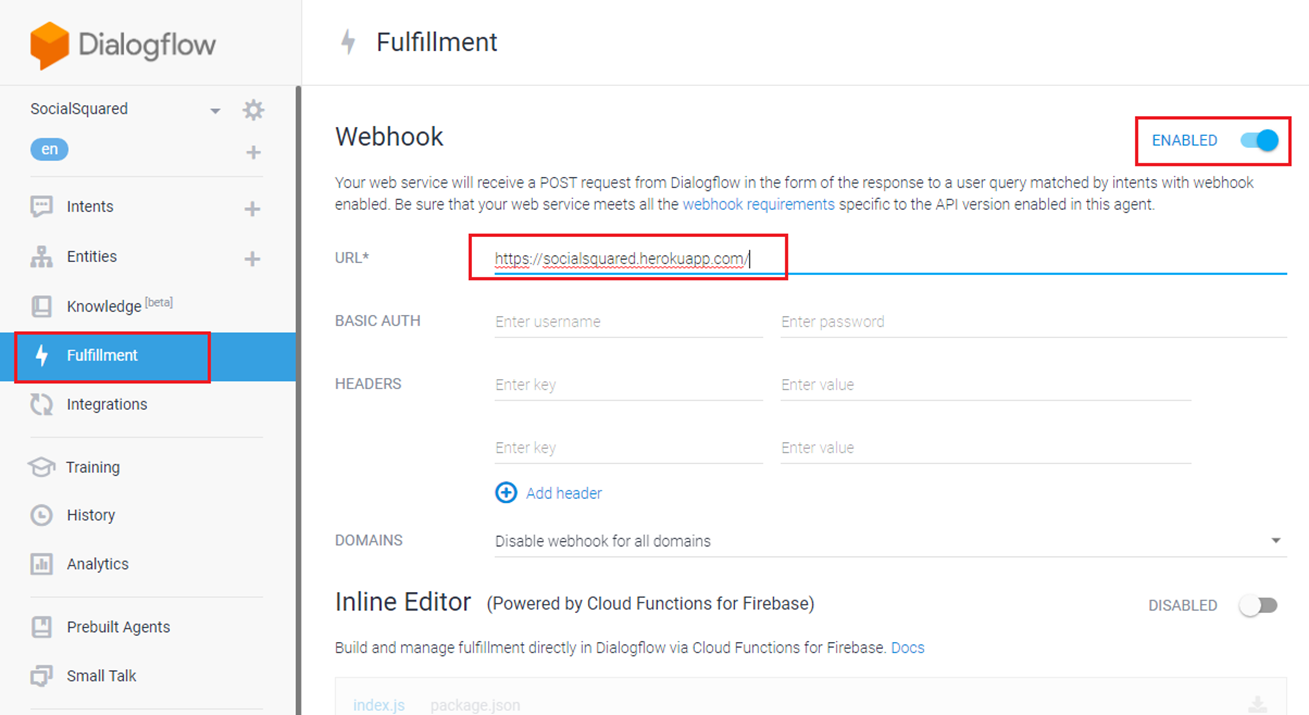 Dialogflow
SocialSquared
en
Intents
Entities
Knowledge [beta]
Fulfillment
Integrations
Training
History
Analytics
Prebuilt Agents
Small Talk
Fulfillment
Webhook
ENABLED
Your web service will receive a POST request from Dialogflow in the form of the response to a user query matched by intents with webhook
enabled. Be sure that your web service meets all the webhook requirements specific to the API version enabled in this agent.
URL* https://socialsquared.herokuapp.com/
BASIC AUTH Enter username Enter password
HEADERS Enter key Enter value
Enter key Enter value
Add header
DOMAINS Disable webhook for all domains
Inline Editor (Powered by Cloud Functions for Firebase) DISABLED
Build and manage fulfillment directly in Dialogflow via Cloud Functions for Firebase. Docs
index.js package.json